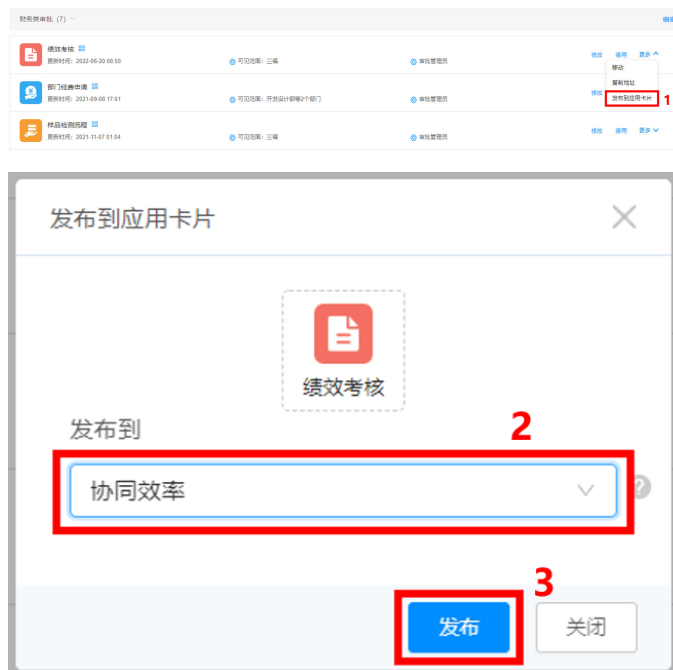 财务类审批 (7)
编辑
绩效考核
更新时间: 2022-06-20 08:50
可见范围: 三稿
审批管理员
修改 停用 更多
移动
复制地址
发布到应用卡片 1
部门经费申请
更新时间: 2021-09-08 17:01
可见范围: 开发设计部等2个部门
审批管理员
修改
样品检测流程
更新时间: 2021-11-07 01:04
可见范围: 三稿
审批管理员
修改 停用 更多
发布到应用卡片
绩效考核
发布到
2
协同效率
?
3
发布 关闭